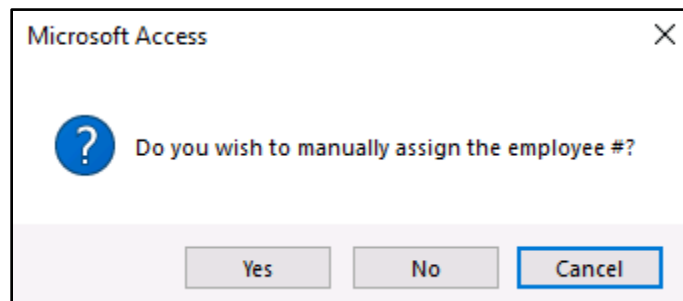 Microsoft Access
Do you wish to manually assign the employee #?
Yes No Cancel